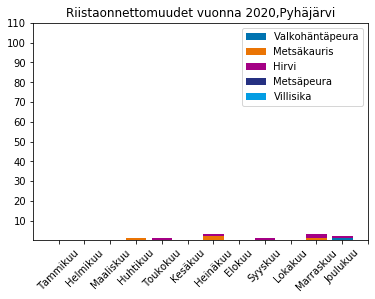 Riistaonnettomuudet vuonna 2020,Pyhäjärvi
110
100
90
80
70
60
50
40
30
20
10
Valkohäntäpeura
Metsäkauris
Hirvi
Metsäpeura
Villisika
Tammikuu
Helmikuu
Maaliskuu
Huhtikuu
Toukokuu
Kesäkuu
Heinäkuu
Elokuu
Syyskuu
Lokakuu
Marraskuu
Joulukuu